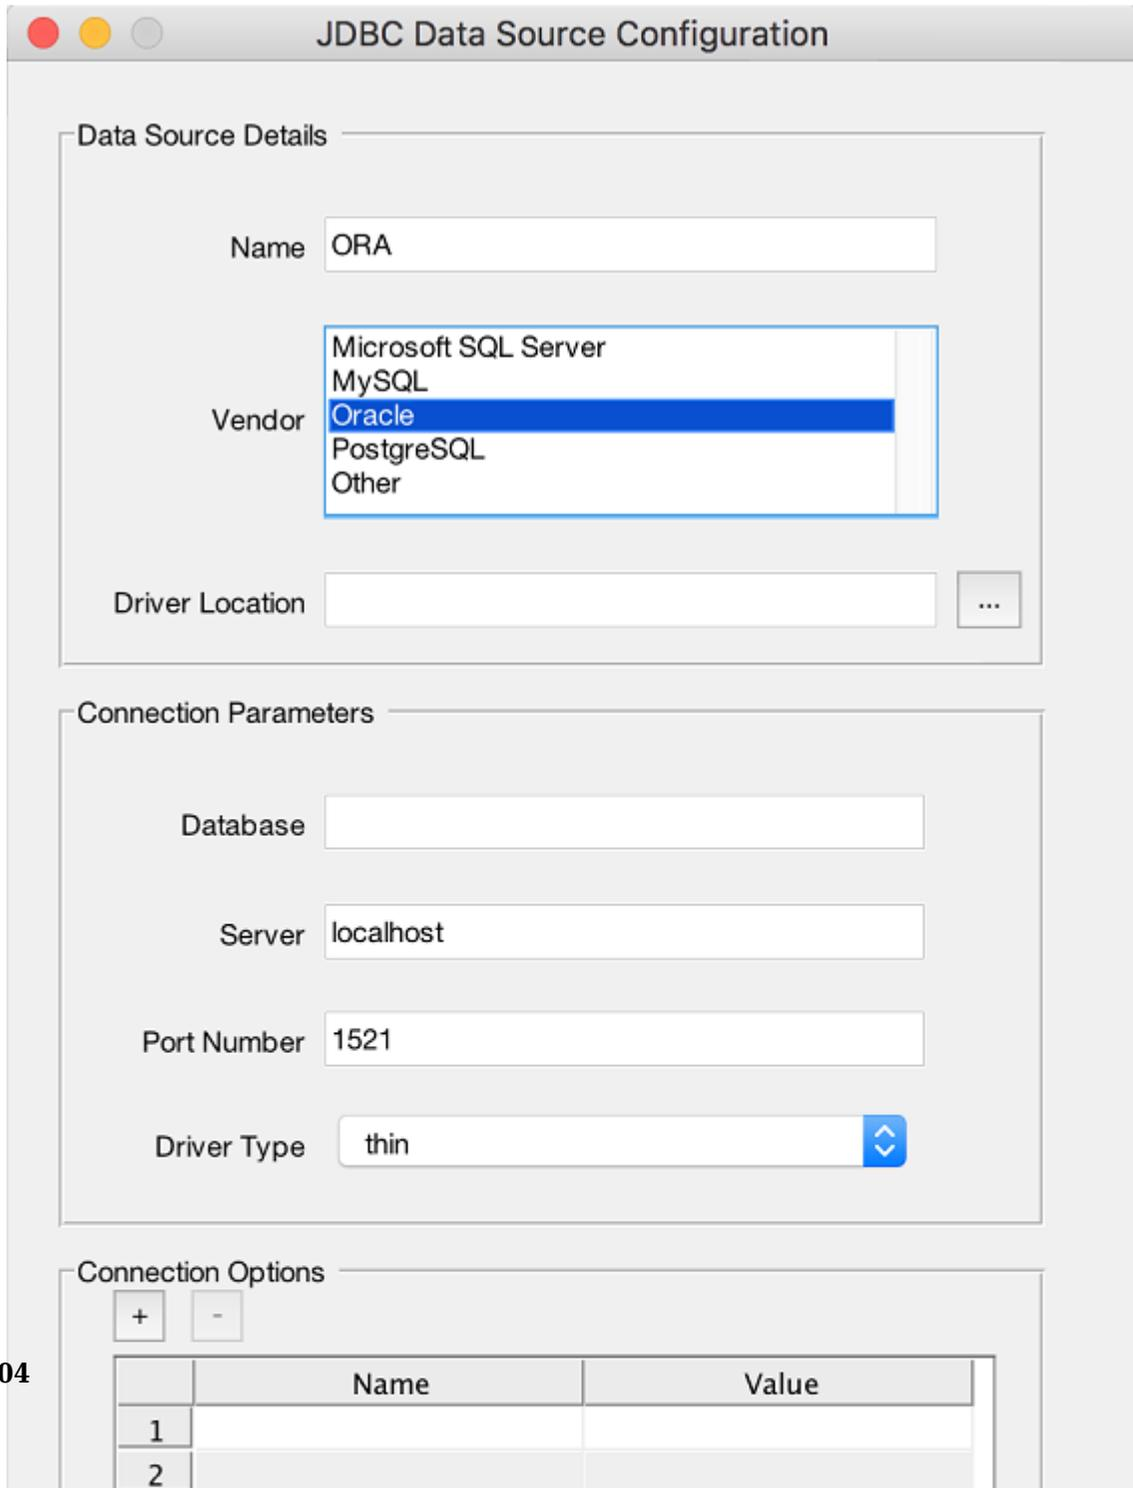 JDBC Data Source Configuration
Data Source Details
Name ORA
Microsoft SQL Server
MySQL
Vendor Oracle
PostgreSQL
Other
Driver Location ...
Connection Parameters
Database
Server localhost
Port Number 1521
Driver Type thin
Connection Options
+ -
04
Name Value
1
2